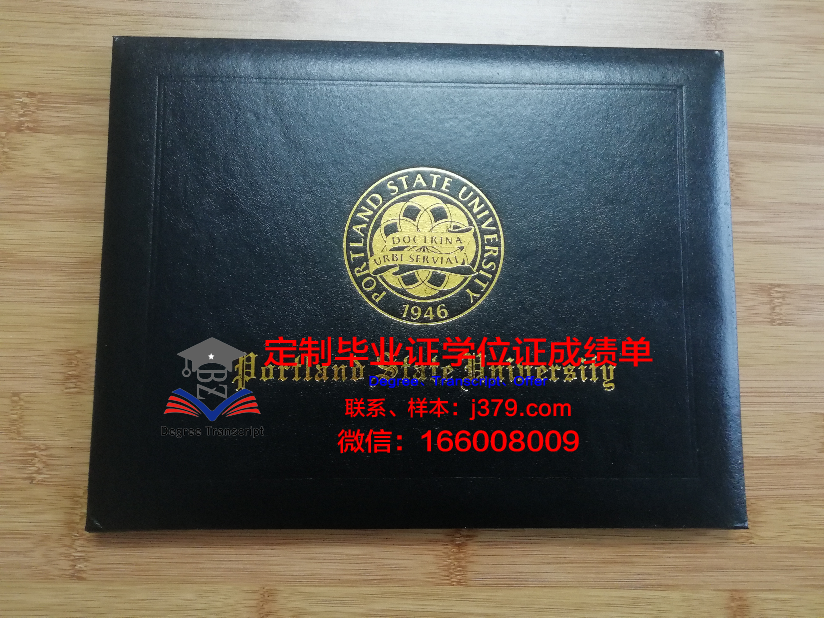 PORTLAND STATE UNIVERSITY
DOCTRINA
URBI SERVIAT
1946
定制毕业证学位证成绩单
Portland State University
Degree. Transcript. Offer
BZ
Degree Transcript
联系、样本：j379.com
微信：166008009